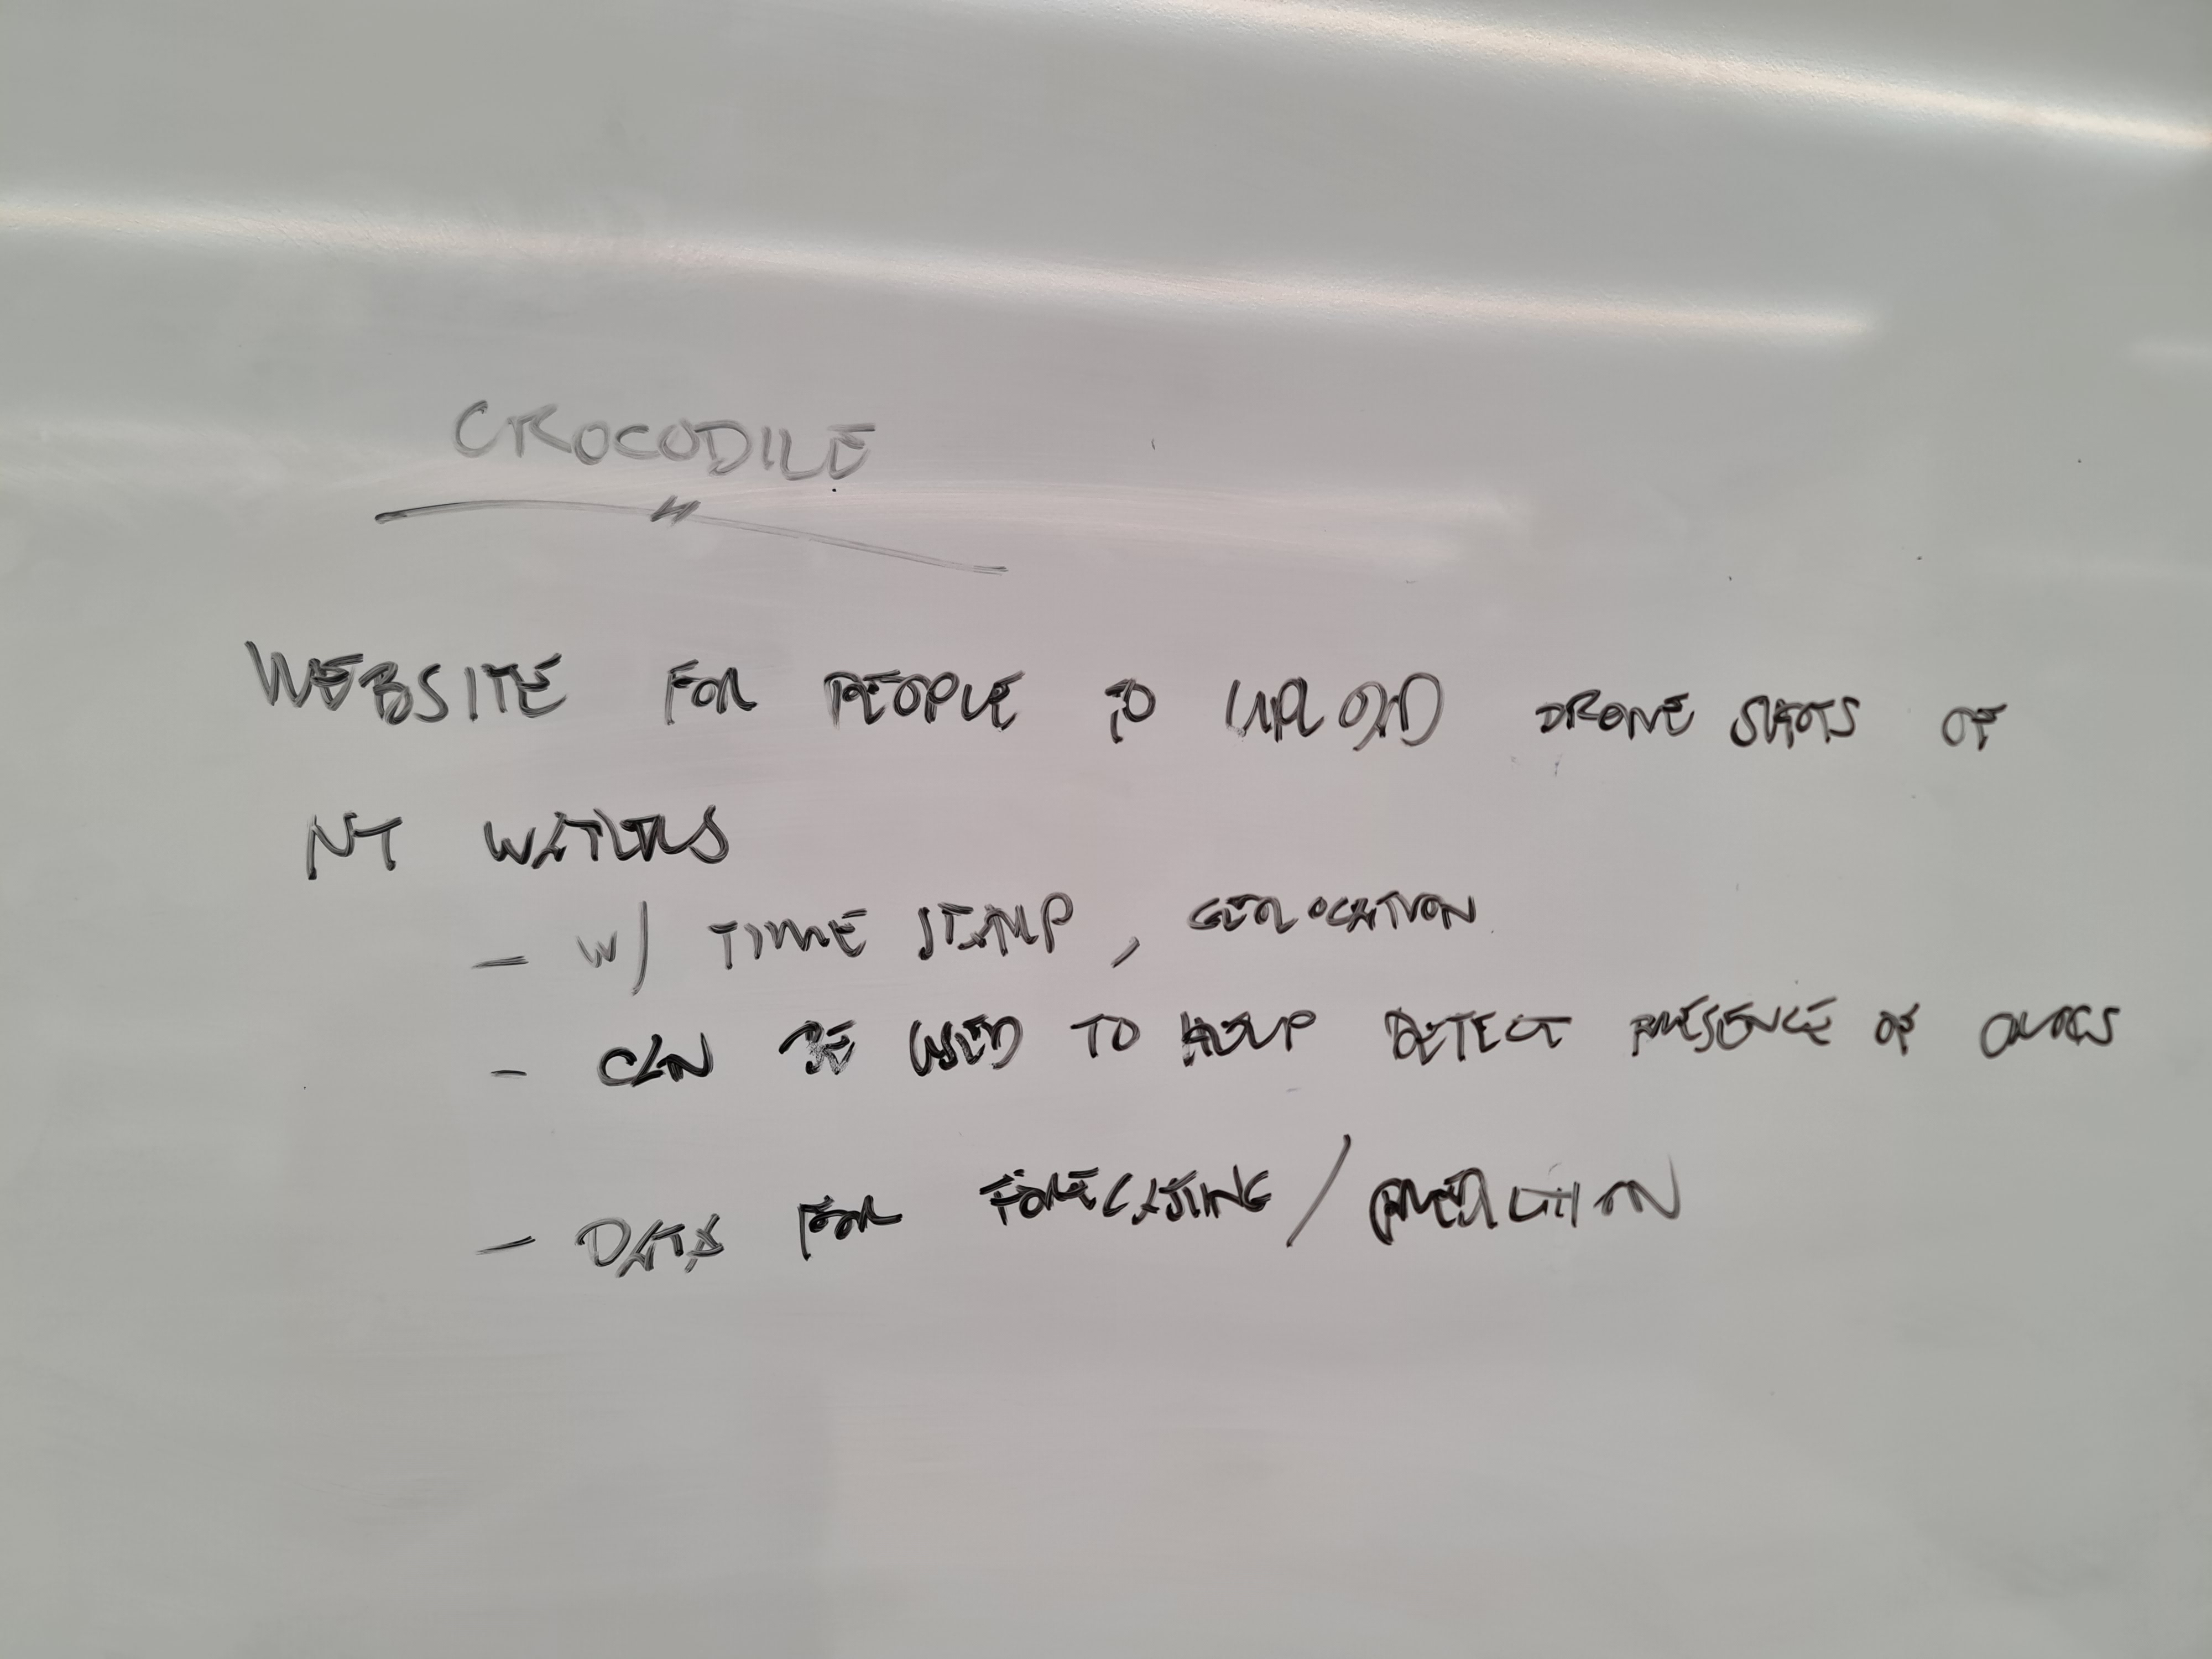 CROCODILE
WEBSITE FOR PEOPLE TO UPLOAD DRONE SHOTS OF
NT WATERS
- W/ TIME STAMP, GEOLOCATION
- CAN BE USED TO HELP DETECT PRESENCE OF CROCS
- DATA FOR FORECASTING / PREDICTION